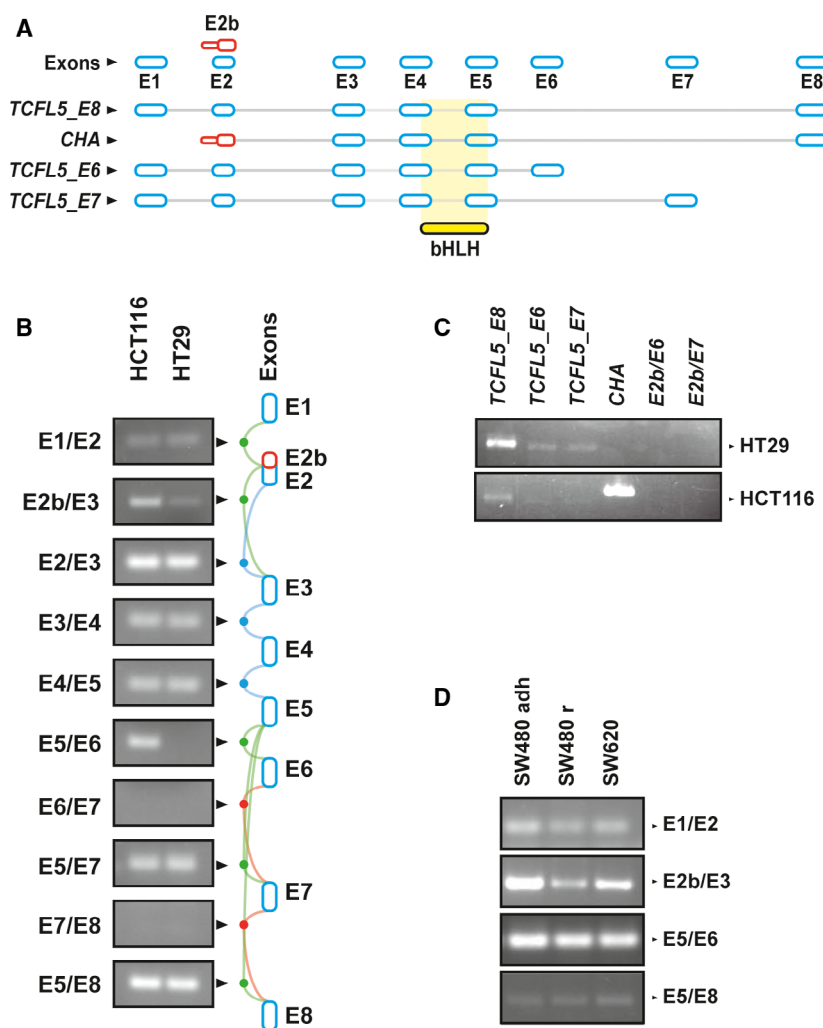 A
E2b
Exons
E1 E2 E3 E4 E5 E6 E7 E8
TCFL5_E8
CHA
TCFL5_E6
TCFL5_E7
bHLH
B
HCT116 HT29 Exons
E1/E2
E2b/E3
E2/E3
E3/E4
E4/E5
E5/E6
E6/E7
E5/E7
E7/E8
E5/E8
E1
E2b
E2
E3
E4
E5
E6
E7
E8
C
TCFL5_E8 TCFL5_E6 TCFL5_E7 CHA E2b/E6 E2b/E7
HT29
HCT116
D
SW480 adh SW480 r SW620
E1/E2
E2b/E3
E5/E6
E5/E8